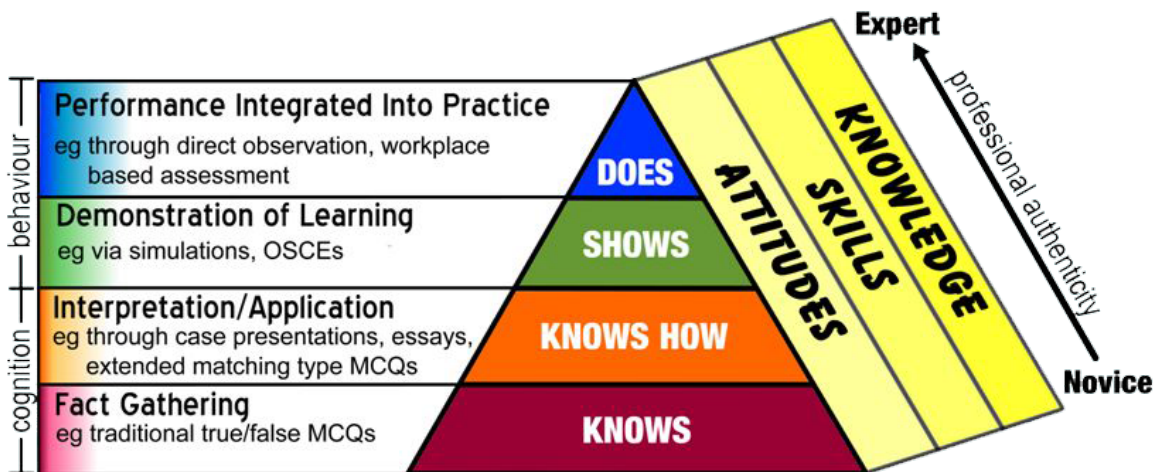 Performance Integrated Into Practice
eg through direct observation, workplace
based assessment
Demonstration of Learning
eg via simulations, OSCEs
Interpretation/Application
eg through case presentations, essays,
extended matching type MCQs
Fact Gathering
eg traditional true/false MCQs
behaviour
cognition
DOES
SHOWS
KNOWS HOW
KNOWS
ATTITUDES
SKILLS
KNOWLEDGE
Expert
professional authenticity
Novice